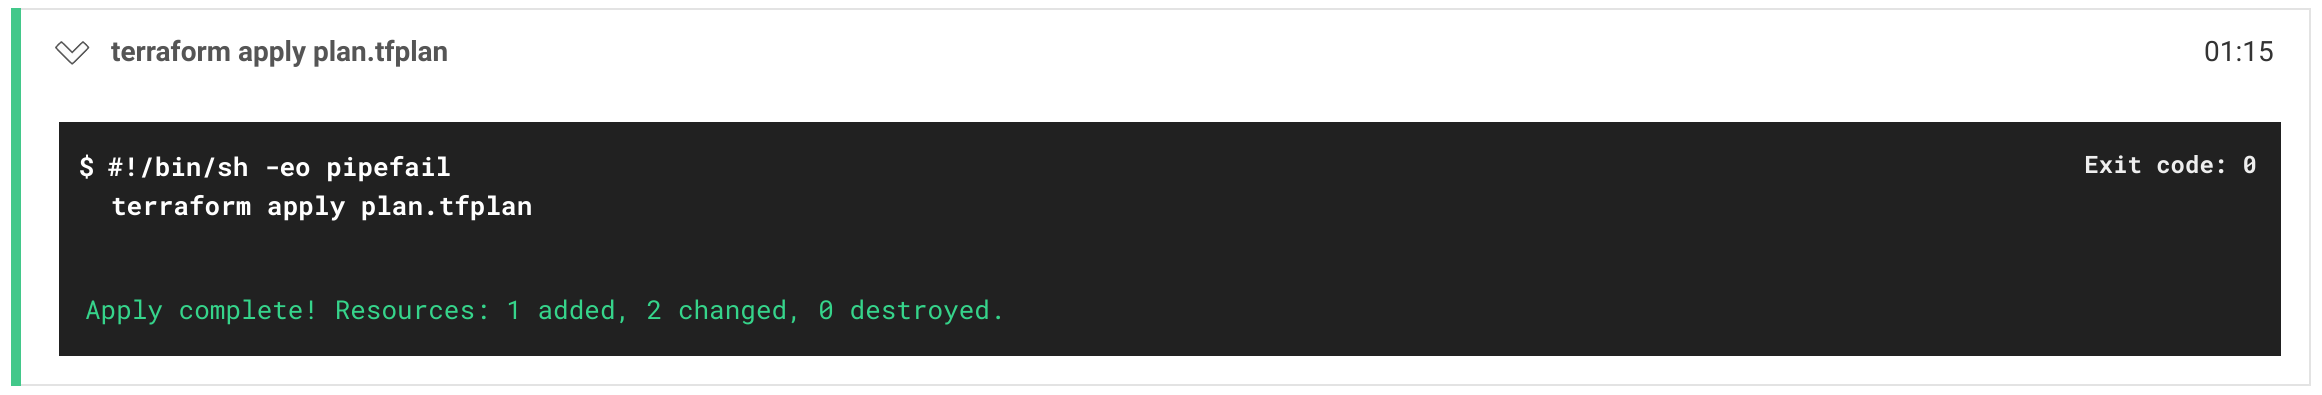 terraform apply plan.tfplan
01:15
$ #!/bin/sh -eo pipefail
Exit code: 0
terraform apply plan.tfplan
Apply complete! Resources: 1 added, 2 changed, 0 destroyed.